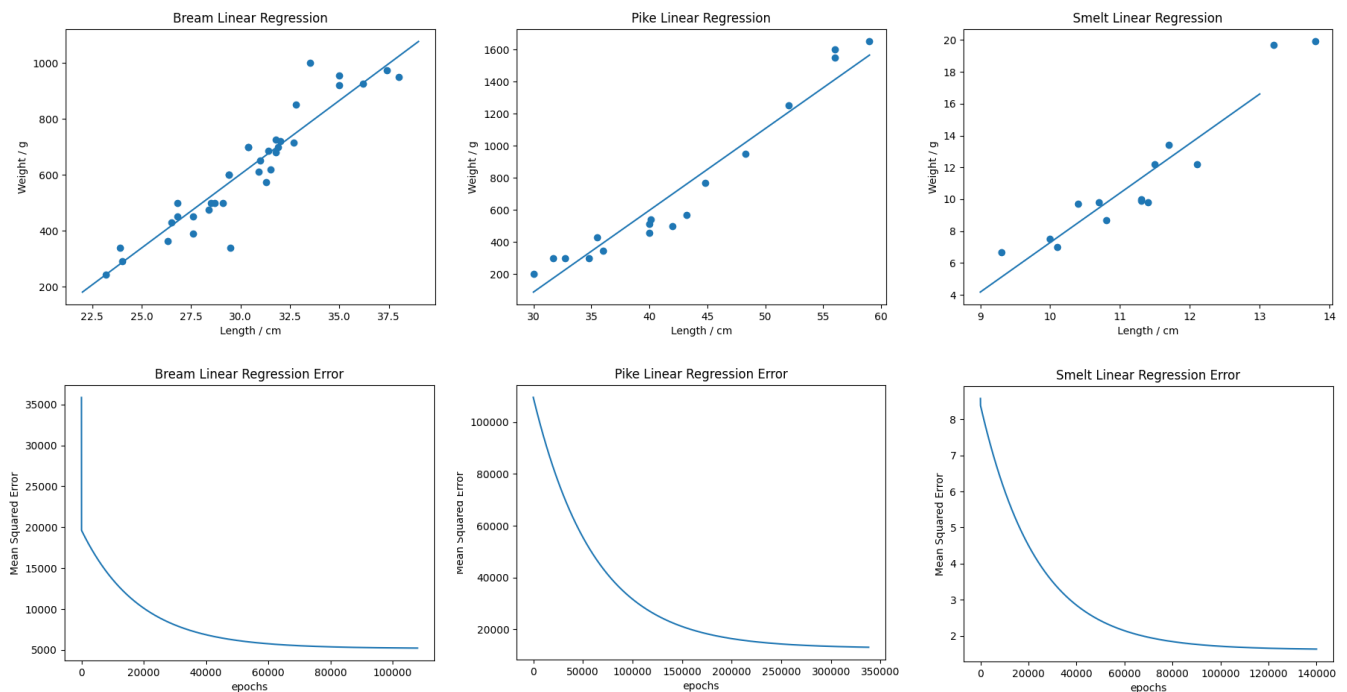 Bream Linear Regression
Weight / g
1000
800
600
400
200
22.5 25.0 27.5 30.0 32.5 35.0 37.5
Length / cm
Pike Linear Regression
Weight / g
1600
1400
1200
1000
800
600
400
200
30 35 40 45 50 55 60
Length / cm
Smelt Linear Regression
Weight / g
20
18
16
14
12
10
8
6
4
9 10 11 12 13 14
Length / cm
Bream Linear Regression Error
Mean Squared Error
35000
30000
25000
20000
15000
10000
5000
0 20000 40000 60000 80000 100000
epochs
Pike Linear Regression Error
Mean Squared Error
100000
80000
60000
40000
20000
0 50000 100000 150000 200000 250000 300000 350000
epochs
Smelt Linear Regression Error
Mean Squared Error
8
7
6
5
4
3
2
0 20000 40000 60000 80000 100000 120000 140000
epochs